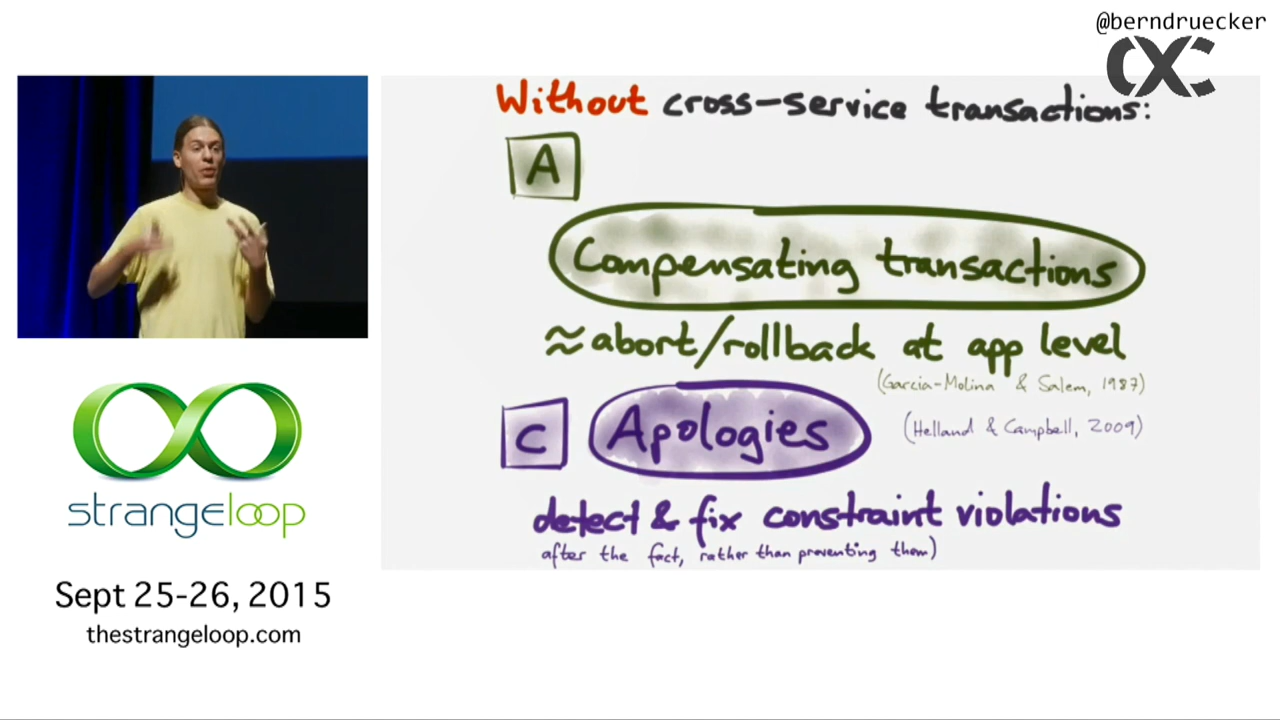 @berndruecker
Without cross-service transactions:
A
Compensating transactions
≈ abort/rollback at app level
(Garcia-Molina & Salem, 1987)
C Apologies
(Helland & Campbell, 2009)
detect & fix constraint violations
after the fact, rather than preventing them)
strangeloop
Sept 25-26, 2015
thestrangeloop.com